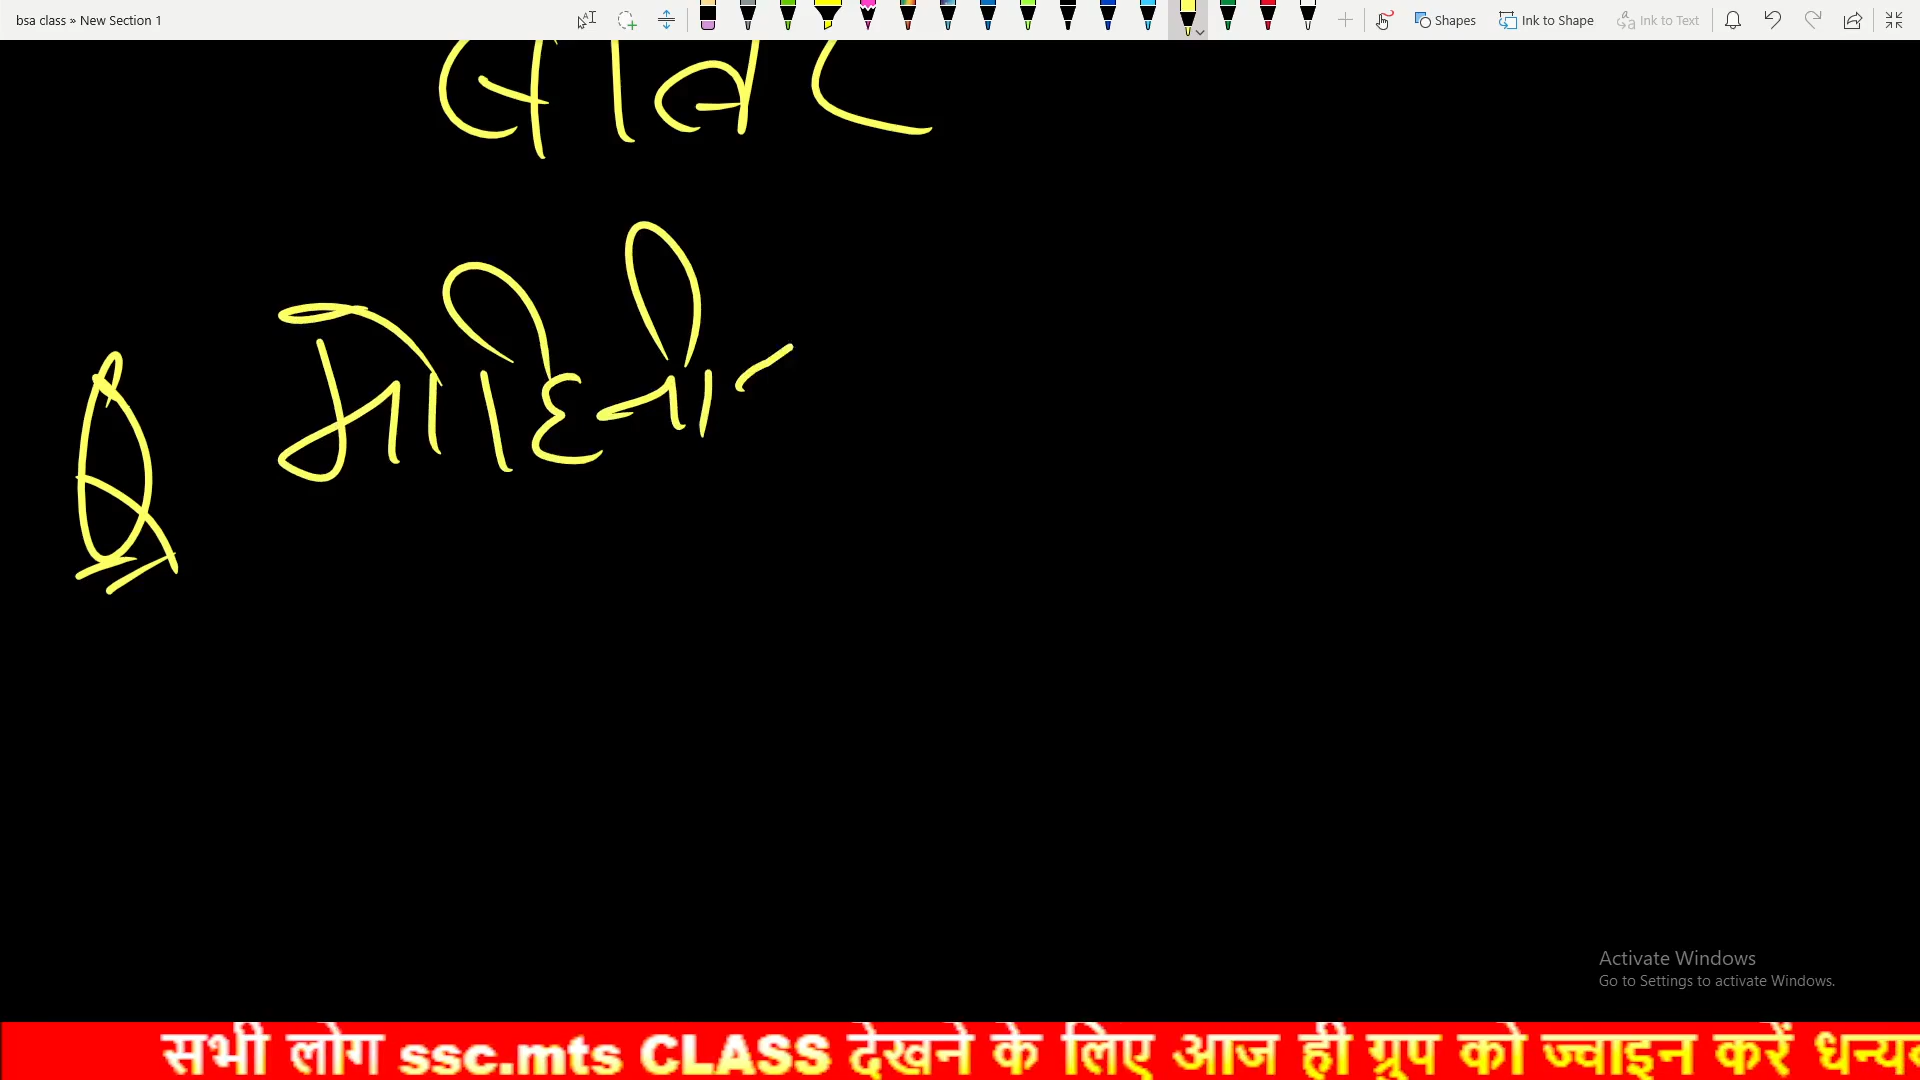 bsa class » New Section 1
Shapes Ink to Shape Ink to Text
Q मोहिनी
Activate Windows
Go to Settings to activate Windows.
सभी लोग ssc.mts CLASS देखने के लिए आज ही ग्रुप को ज्वाइन करें